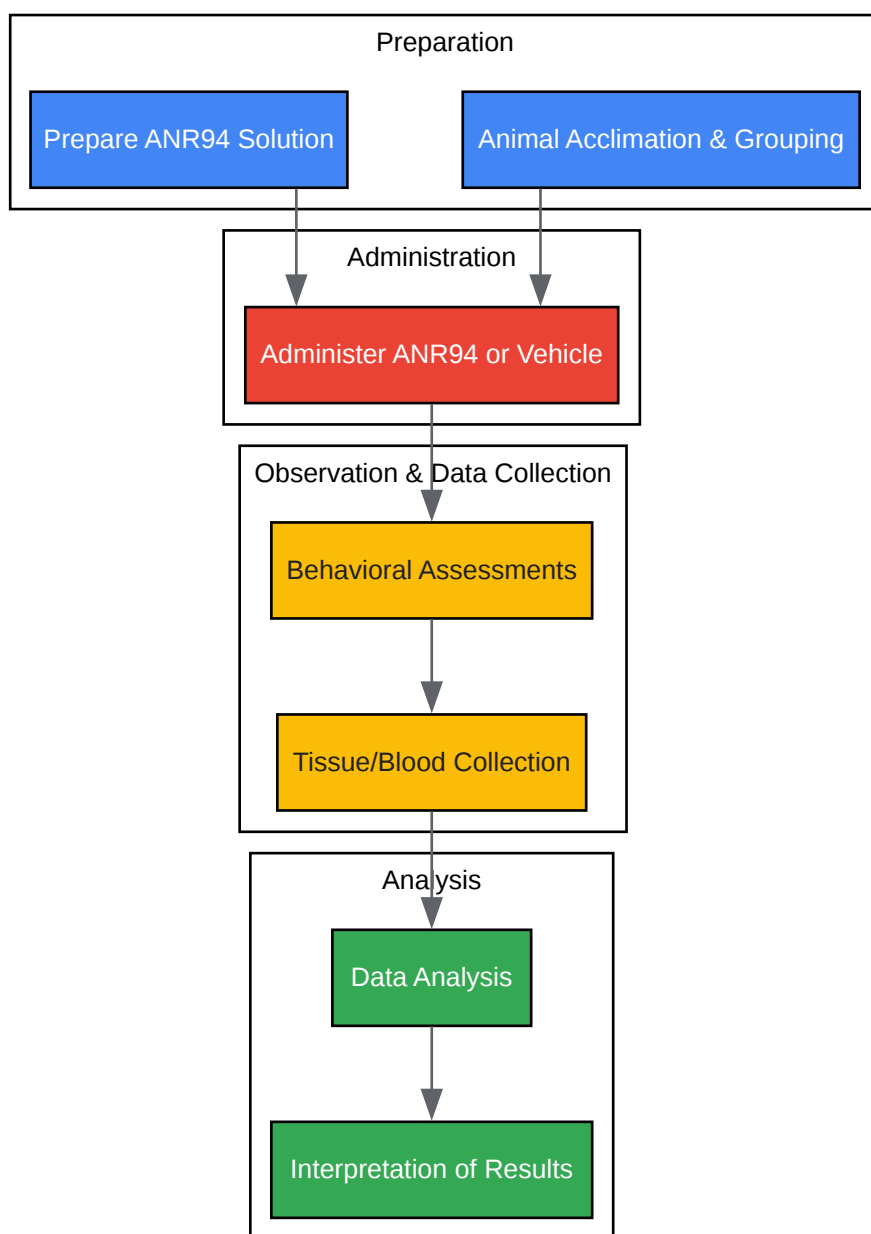 Preparation
Prepare ANR94 Solution
Animal Acclimation & Grouping
Administration
Administer ANR94 or Vehicle
Observation & Data Collection
Behavioral Assessments
Tissue/Blood Collection
Analysis
Data Analysis
Interpretation of Results